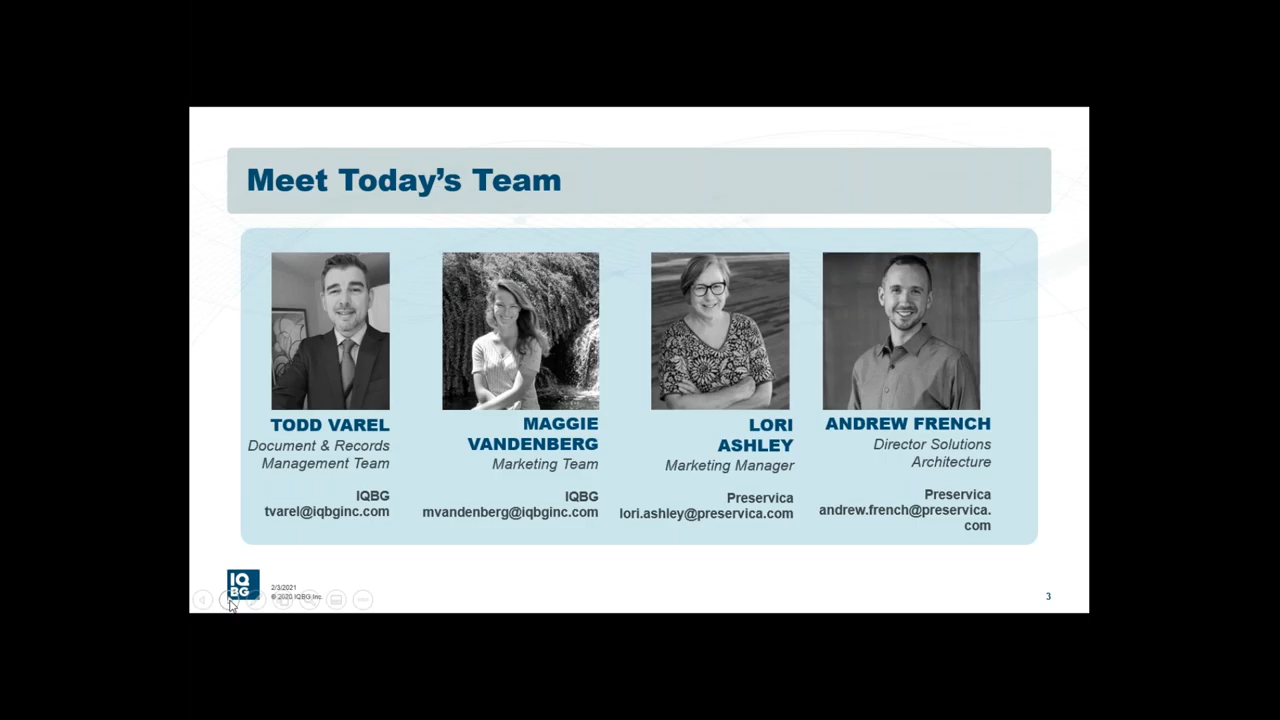 Meet Today's Team
TODD VAREL
Document & Records
Management Team
IQBG
tvarel@iqbginc.com
MAGGIE
VANDENBERG
Marketing Team
IQBG
mvandenberg@iqbginc.com
LORI
ASHLEY
Marketing Manager
Preservica
lori.ashley@preservica.com
ANDREW FRENCH
Director Solutions
Architecture
Preservica
andrew.french@preservica.
com
IQ
BG
2/3/2021
© 2020 IQBG Inc.
3